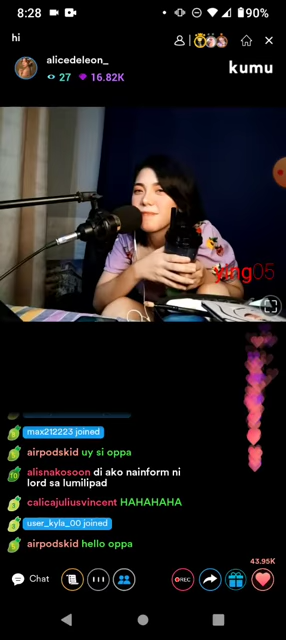 8:28
90%
hi
alicedeleon_
27 16.82K
kumu
ying05
max212223 joined
airpodskid uy si oppa
alisnakosoon di ako nainform ni
lord sa lumilipad
calicajuliusvincent HAHAHAHA
user_kyla_00 joined
airpodskid hello oppa
43.95K
Chat
REC